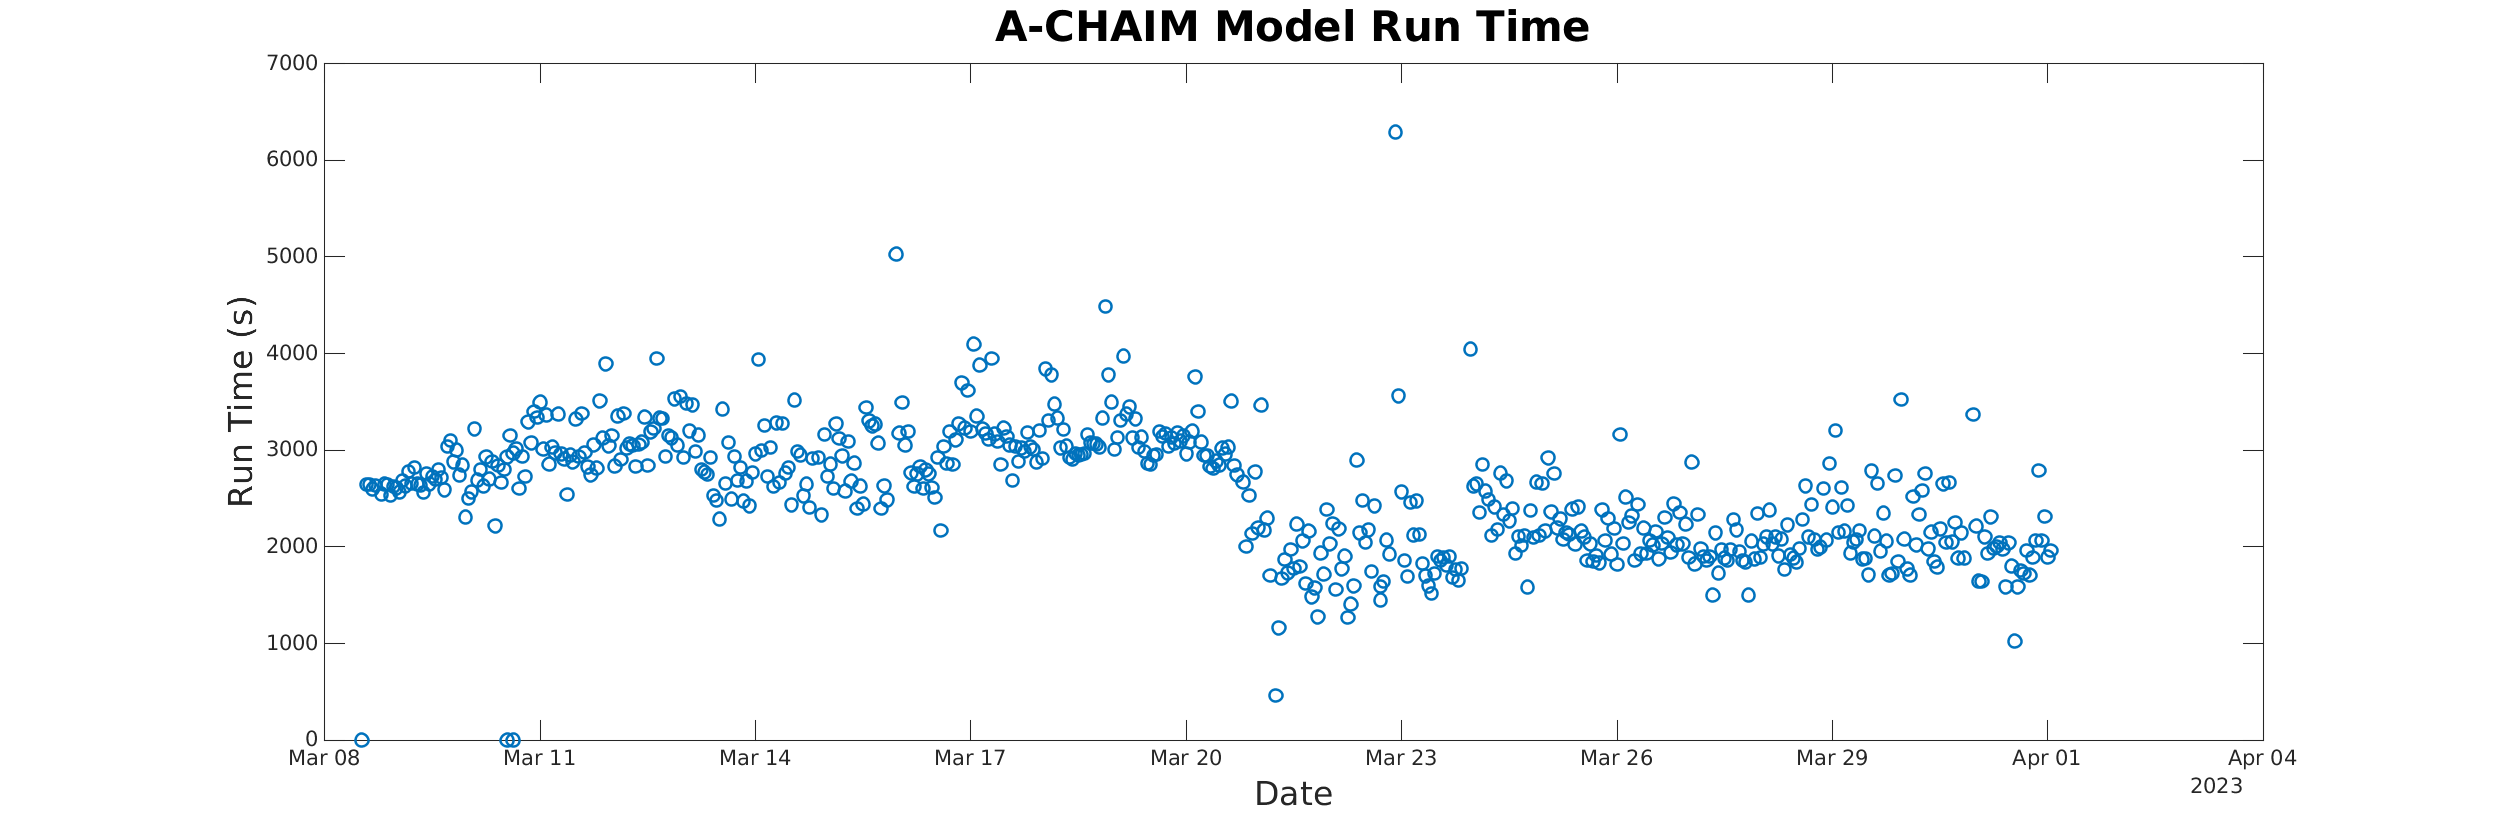 A-CHAIM Model Run Time
7000
6000
5000
4000
3000
2000
1000
0
Run Time (s)
Mar 08 Mar 11 Mar 14 Mar 17 Mar 20 Mar 23 Mar 26 Mar 29 Apr 01 Apr 04
2023
Date